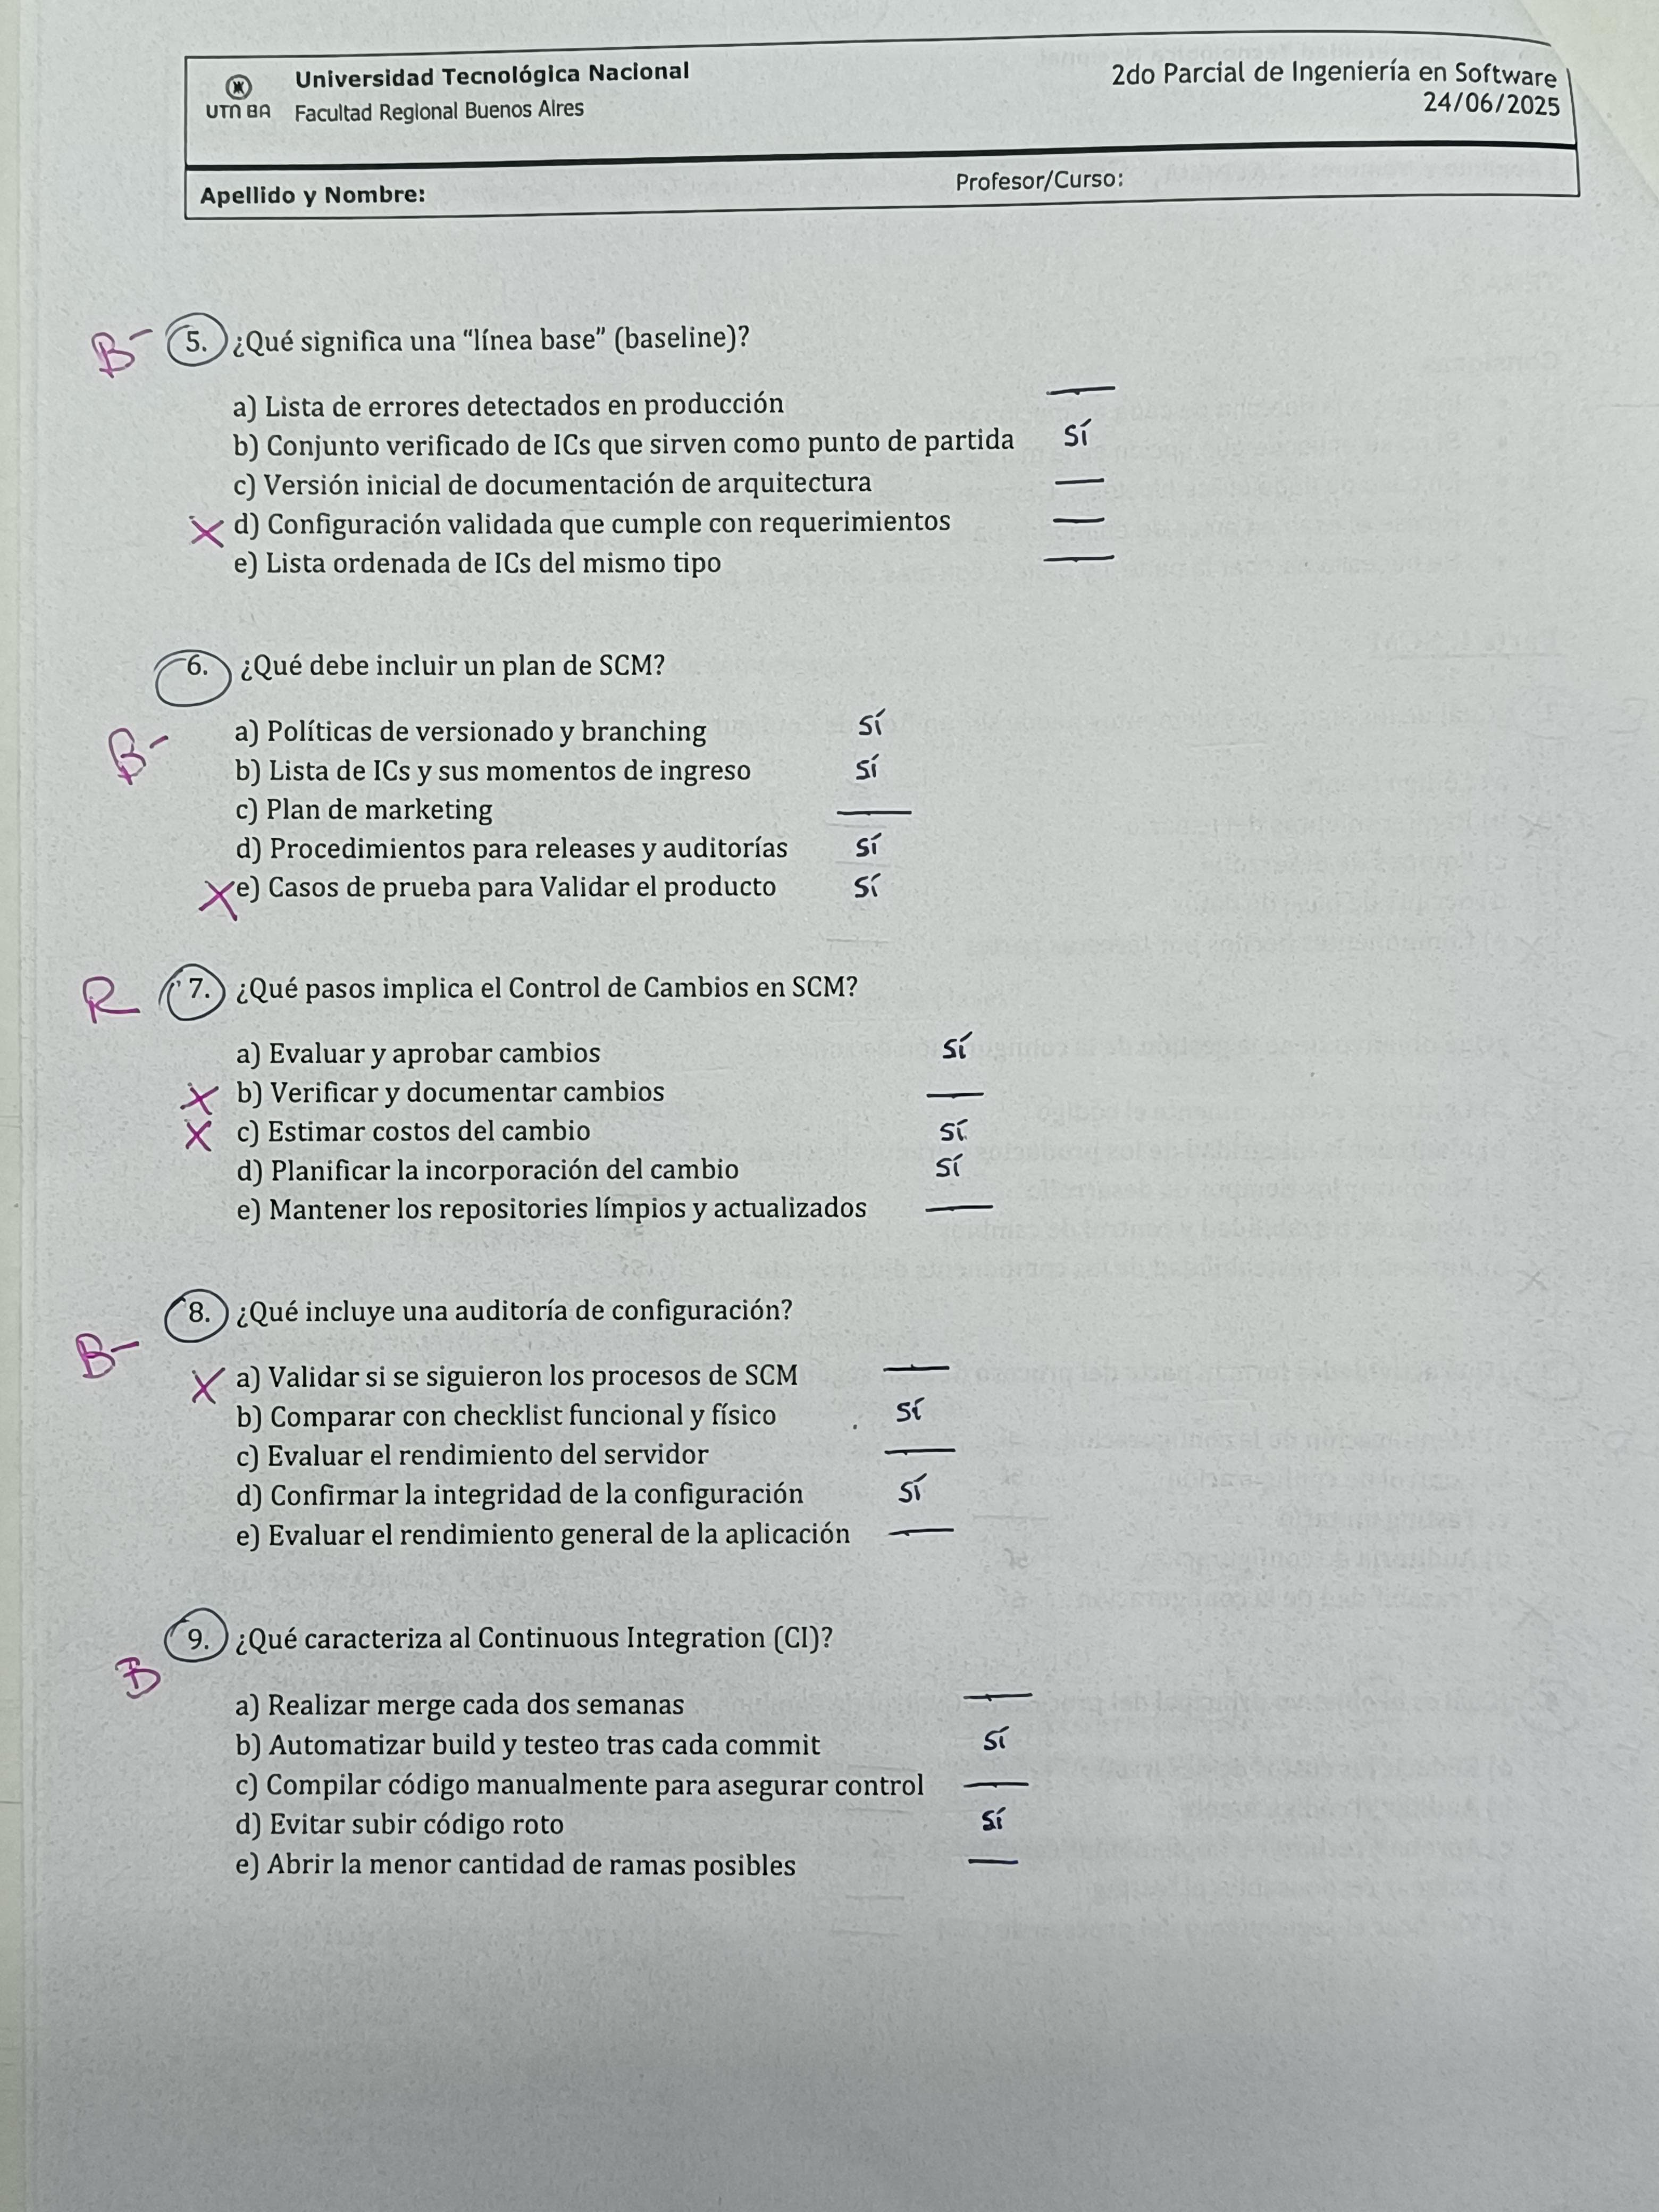 Universidad Tecnológica Nacional
2do Parcial de Ingeniería en Software
UTN BA Facultad Regional Buenos Aires
24/06/2025
Apellido y Nombre:
Profesor/Curso:
B- 5. ¿Qué significa una “línea base” (baseline)?
a) Lista de errores detectados en producción —
b) Conjunto verificado de ICs que sirven como punto de partida SÍ
c) Versión inicial de documentación de arquitectura —
X d) Configuración validada que cumple con requerimientos —
e) Lista ordenada de ICs del mismo tipo —
6. ¿Qué debe incluir un plan de SCM?
B-
a) Políticas de versionado y branching SÍ
b) Lista de ICs y sus momentos de ingreso SÍ
c) Plan de marketing —
d) Procedimientos para releases y auditorías SÍ
X e) Casos de prueba para Validar el producto SÍ
R 7. ¿Qué pasos implica el Control de Cambios en SCM?
a) Evaluar y aprobar cambios SÍ
X b) Verificar y documentar cambios —
X c) Estimar costos del cambio SÍ
d) Planificar la incorporación del cambio SÍ
e) Mantener los repositories límpios y actualizados —
8. ¿Qué incluye una auditoría de configuración?
B-
X a) Validar si se siguieron los procesos de SCM —
b) Comparar con checklist funcional y físico SÍ
c) Evaluar el rendimiento del servidor —
d) Confirmar la integridad de la configuración SÍ
e) Evaluar el rendimiento general de la aplicación —
9. ¿Qué caracteriza al Continuous Integration (CI)?
B
a) Realizar merge cada dos semanas —
b) Automatizar build y testeo tras cada commit SÍ
c) Compilar código manualmente para asegurar control —
d) Evitar subir código roto SÍ
e) Abrir la menor cantidad de ramas posibles —